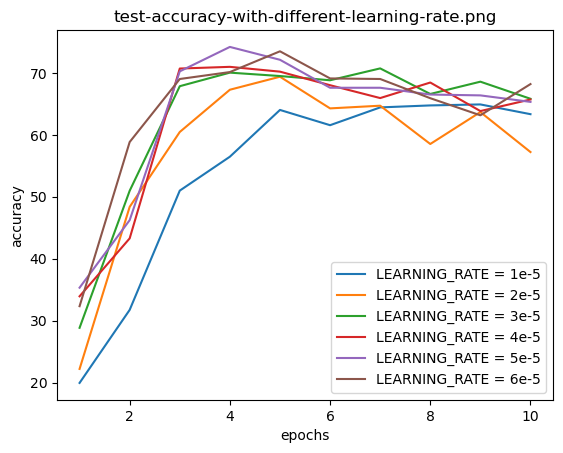 test-accuracy-with-different-learning-rate.png
accuracy
70
60
50
40
30
20
LEARNING_RATE = 1e-5
LEARNING_RATE = 2e-5
LEARNING_RATE = 3e-5
LEARNING_RATE = 4e-5
LEARNING_RATE = 5e-5
LEARNING_RATE = 6e-5
2 4 6 8 10
epochs